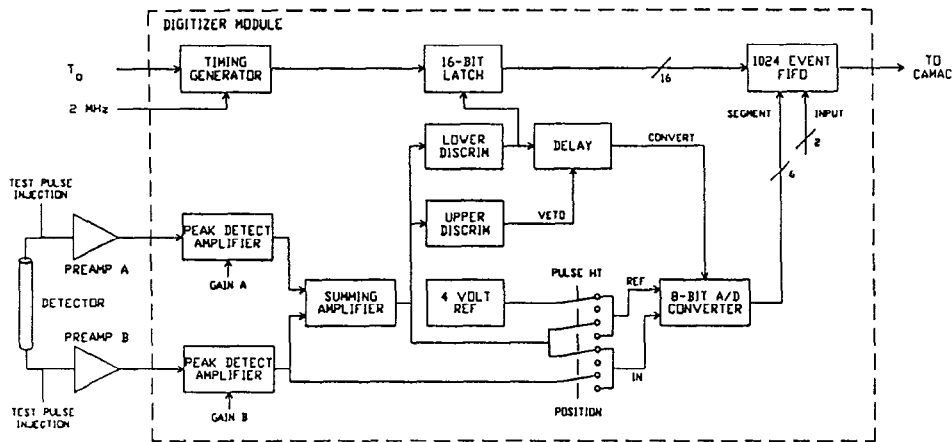 DIGITIZER MODULE
T0
2 MHz
TIMING
GENERATOR
16-BIT
LATCH
16
1024 EVENT
FIFO
TO
CAMAC
SEGMENT
INPUT
2
6
LOWER
DISCRIM
DELAY
CONVERT
UPPER
DISCRIM
VETO
TEST PULSE
INJECTION
PREAMP A
PEAK DETECT
AMPLIFIER
GAIN A
DETECTOR
SUMMING
AMPLIFIER
4 VOLT
REF
PULSE HT
REF
8-BIT A/D
CONVERTER
IN
POSITION
PREAMP B
PEAK DETECT
AMPLIFIER
GAIN B
TEST PULSE
INJECTION